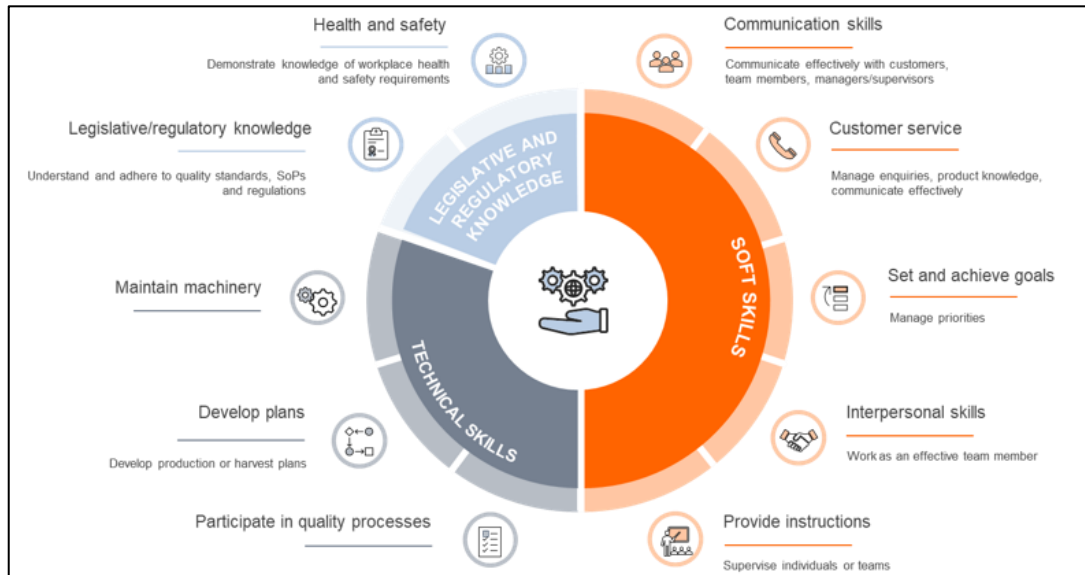 Health and safety
Demonstrate knowledge of workplace health
and safety requirements
Legislative/regulatory knowledge
Understand and adhere to quality standards, SoPs
and regulations
Maintain machinery
Develop plans
Develop production or harvest plans
Participate in quality processes
LEGISLATIVE AND
REGULATORY
KNOWLEDGE
TECHNICAL SKILLS
SOFT SKILLS
Communication skills
Communicate effectively with customers,
team members, managers/supervisors
Customer service
Manage enquiries, product knowledge,
communicate effectively
Set and achieve goals
Manage priorities
Interpersonal skills
Work as an effective team member
Provide instructions
Supervise individuals or teams